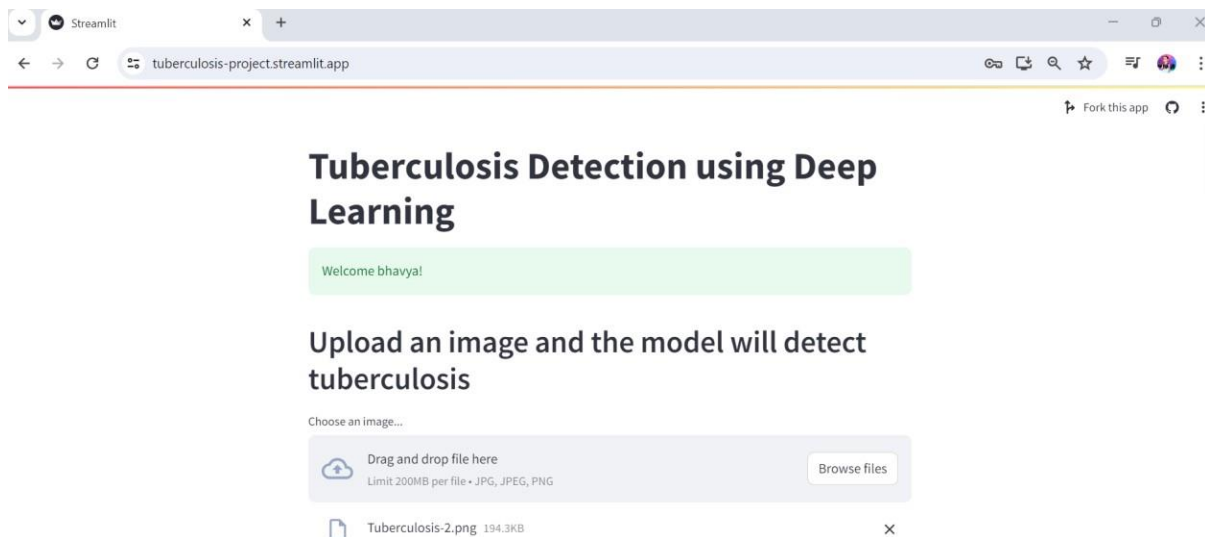 Streamlit
tuberculosis-project.streamlit.app
Fork this app
Tuberculosis Detection using Deep
Learning
Welcome bhavya!
Upload an image and the model will detect
tuberculosis
Choose an image...
Drag and drop file here
Limit 200MB per file • JPG, JPEG, PNG
Browse files
Tuberculosis-2.png 194.3KB